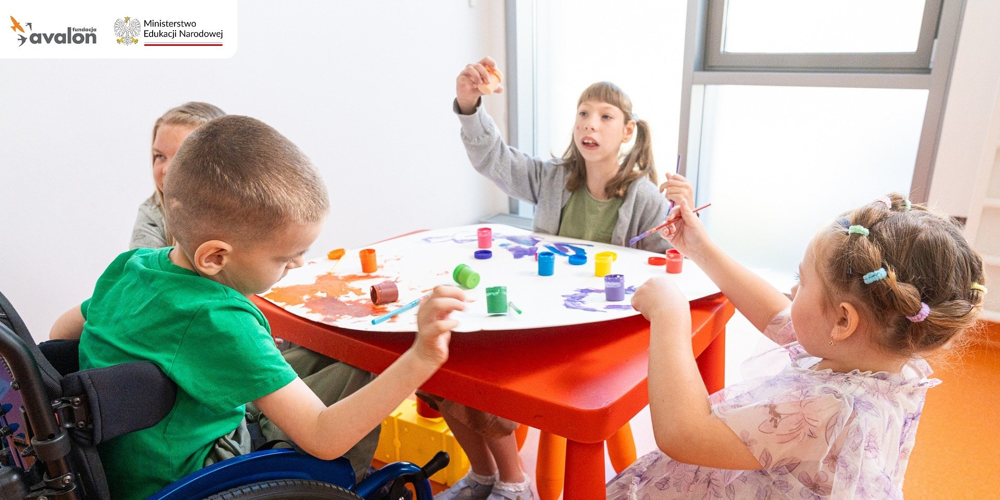 fundacja
avalon
Ministerstwo
Edukacji Narodowej